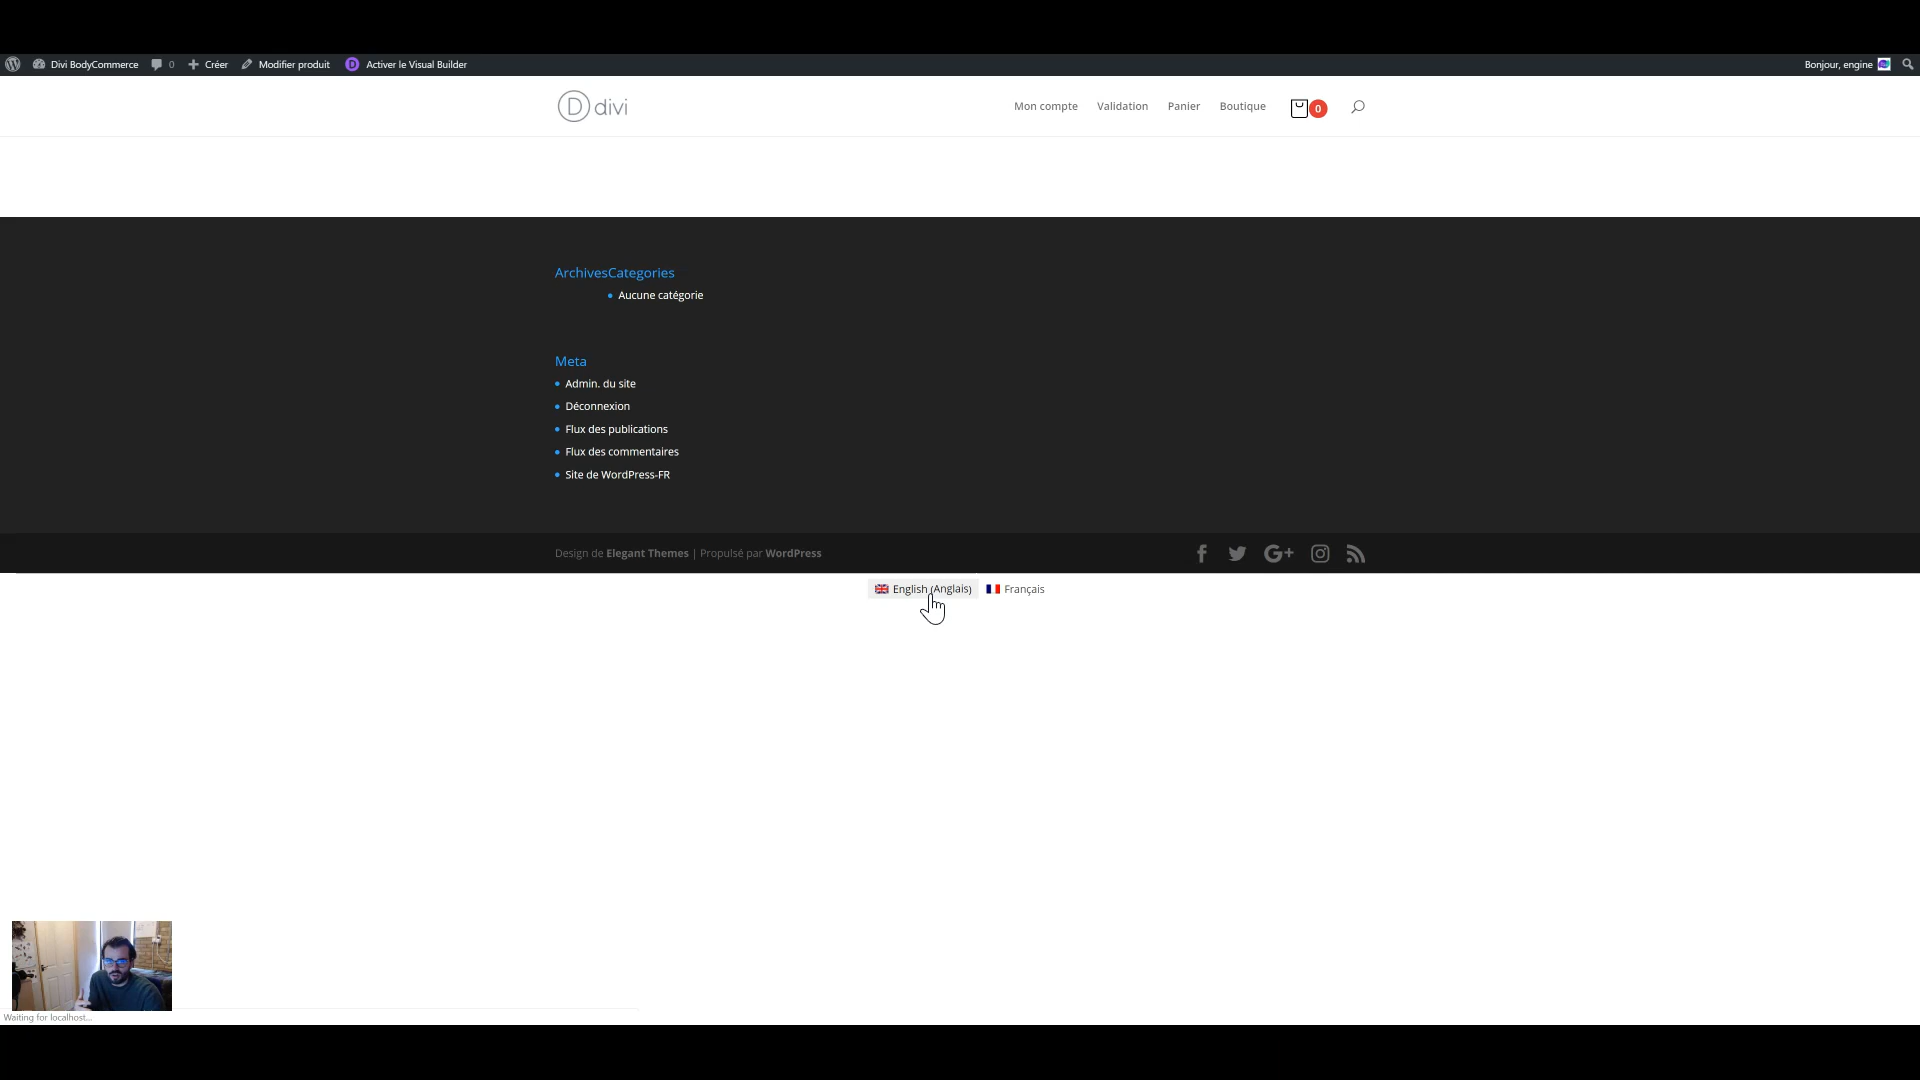 Divi BodyCommerce 0 Créer Modifier produit D Activer le Visual Builder Bonjour, engine
D divi Mon compte Validation Panier Boutique 0
ArchivesCategories
Aucune catégorie
Meta
Admin. du site
Déconnexion
Flux des publications
Flux des commentaires
Site de WordPress-FR
Design de Elegant Themes | Propulsé par WordPress
English (Anglais) Français
Waiting for localhost...